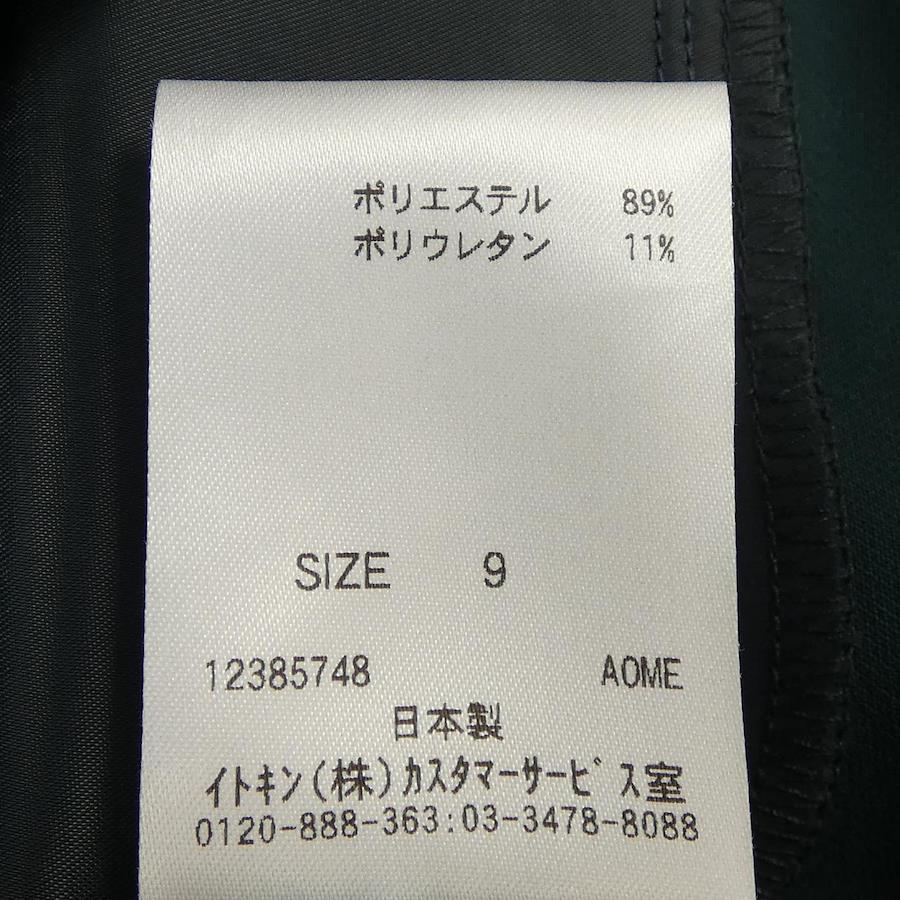 ポリエステル 89%
ポリウレタン 11%
SIZE 9
12385748 AOME
日本製
イトキン(株)カスタマーサービス室
0120-888-363:03-3478-8088